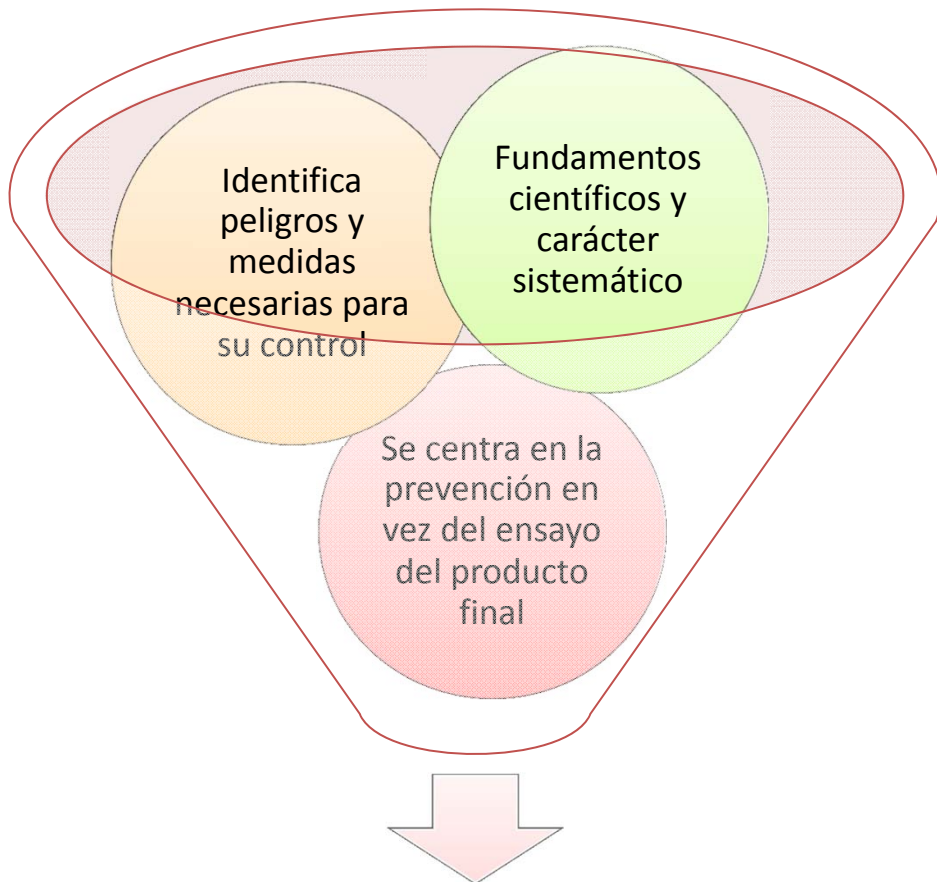 Identifica
peligros y
medidas
necesarias para
su control
Fundamentos
científicos y
carácter
sistemático
Se centra en la
prevención en
vez del ensayo
del producto
final